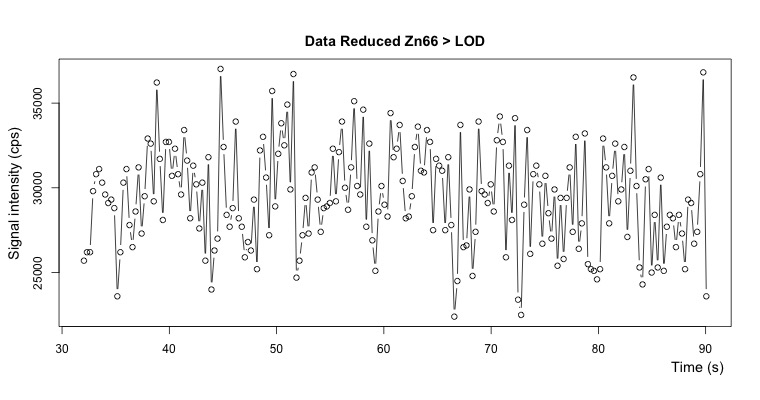 Data Reduced Zn66 > LOD
Signal intensity (cps)
35000
30000
25000
30 40 50 60 70 80 90
Time (s)